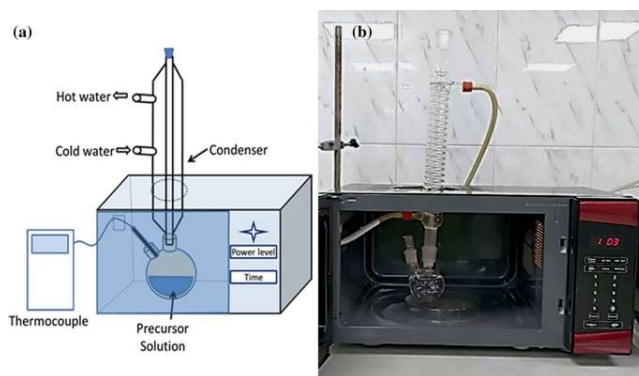 (a)
Hot water
Cold water
Condenser
Power level
Time
Thermocouple
Precursor
Solution
(b)
1 03